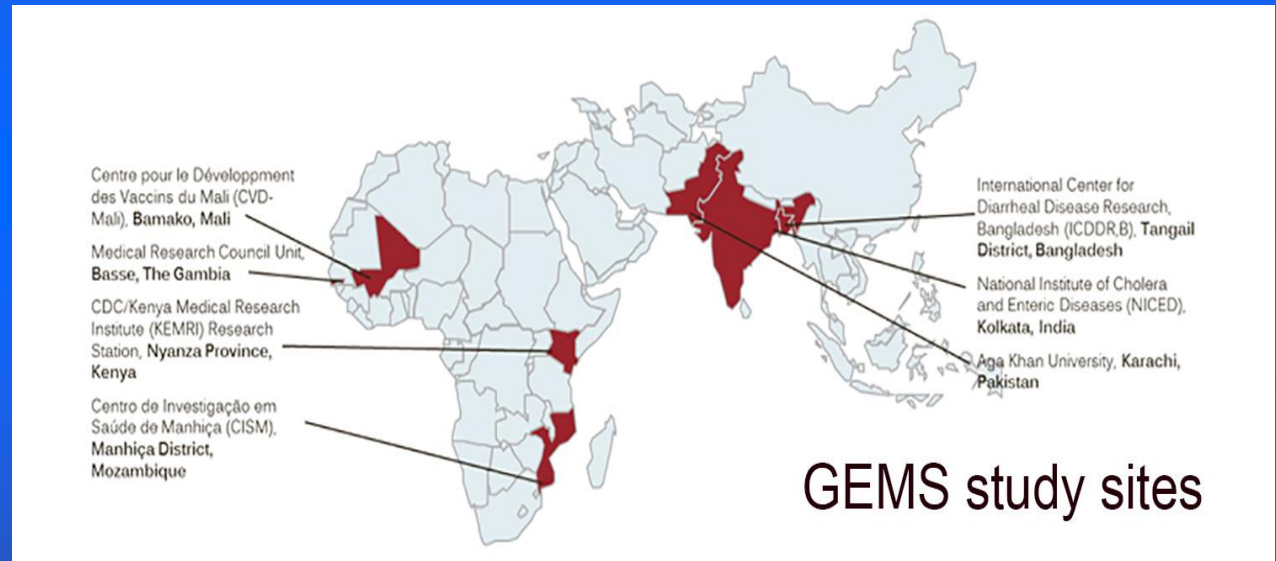 Centre pour le Développment
des Vaccins du Mali (CVD-
Mali), Bamako, Mali
Medical Research Council Unit,
Basse, The Gambia
CDC/Kenya Medical Research
Institute (KEMRI) Research
Station, Nyanza Province,
Kenya
Centro de Investigação em
Saúde de Manhiça (CISM),
Manhiça District,
Mozambique
International Center for
Diarrheal Disease Research,
Bangladesh (ICDDR,B), Tangail
District, Bangladesh
National Institute of Cholera
and Enteric Diseases (NICED),
Kolkata, India
Aga Khan University, Karachi,
Pakistan
GEMS study sites